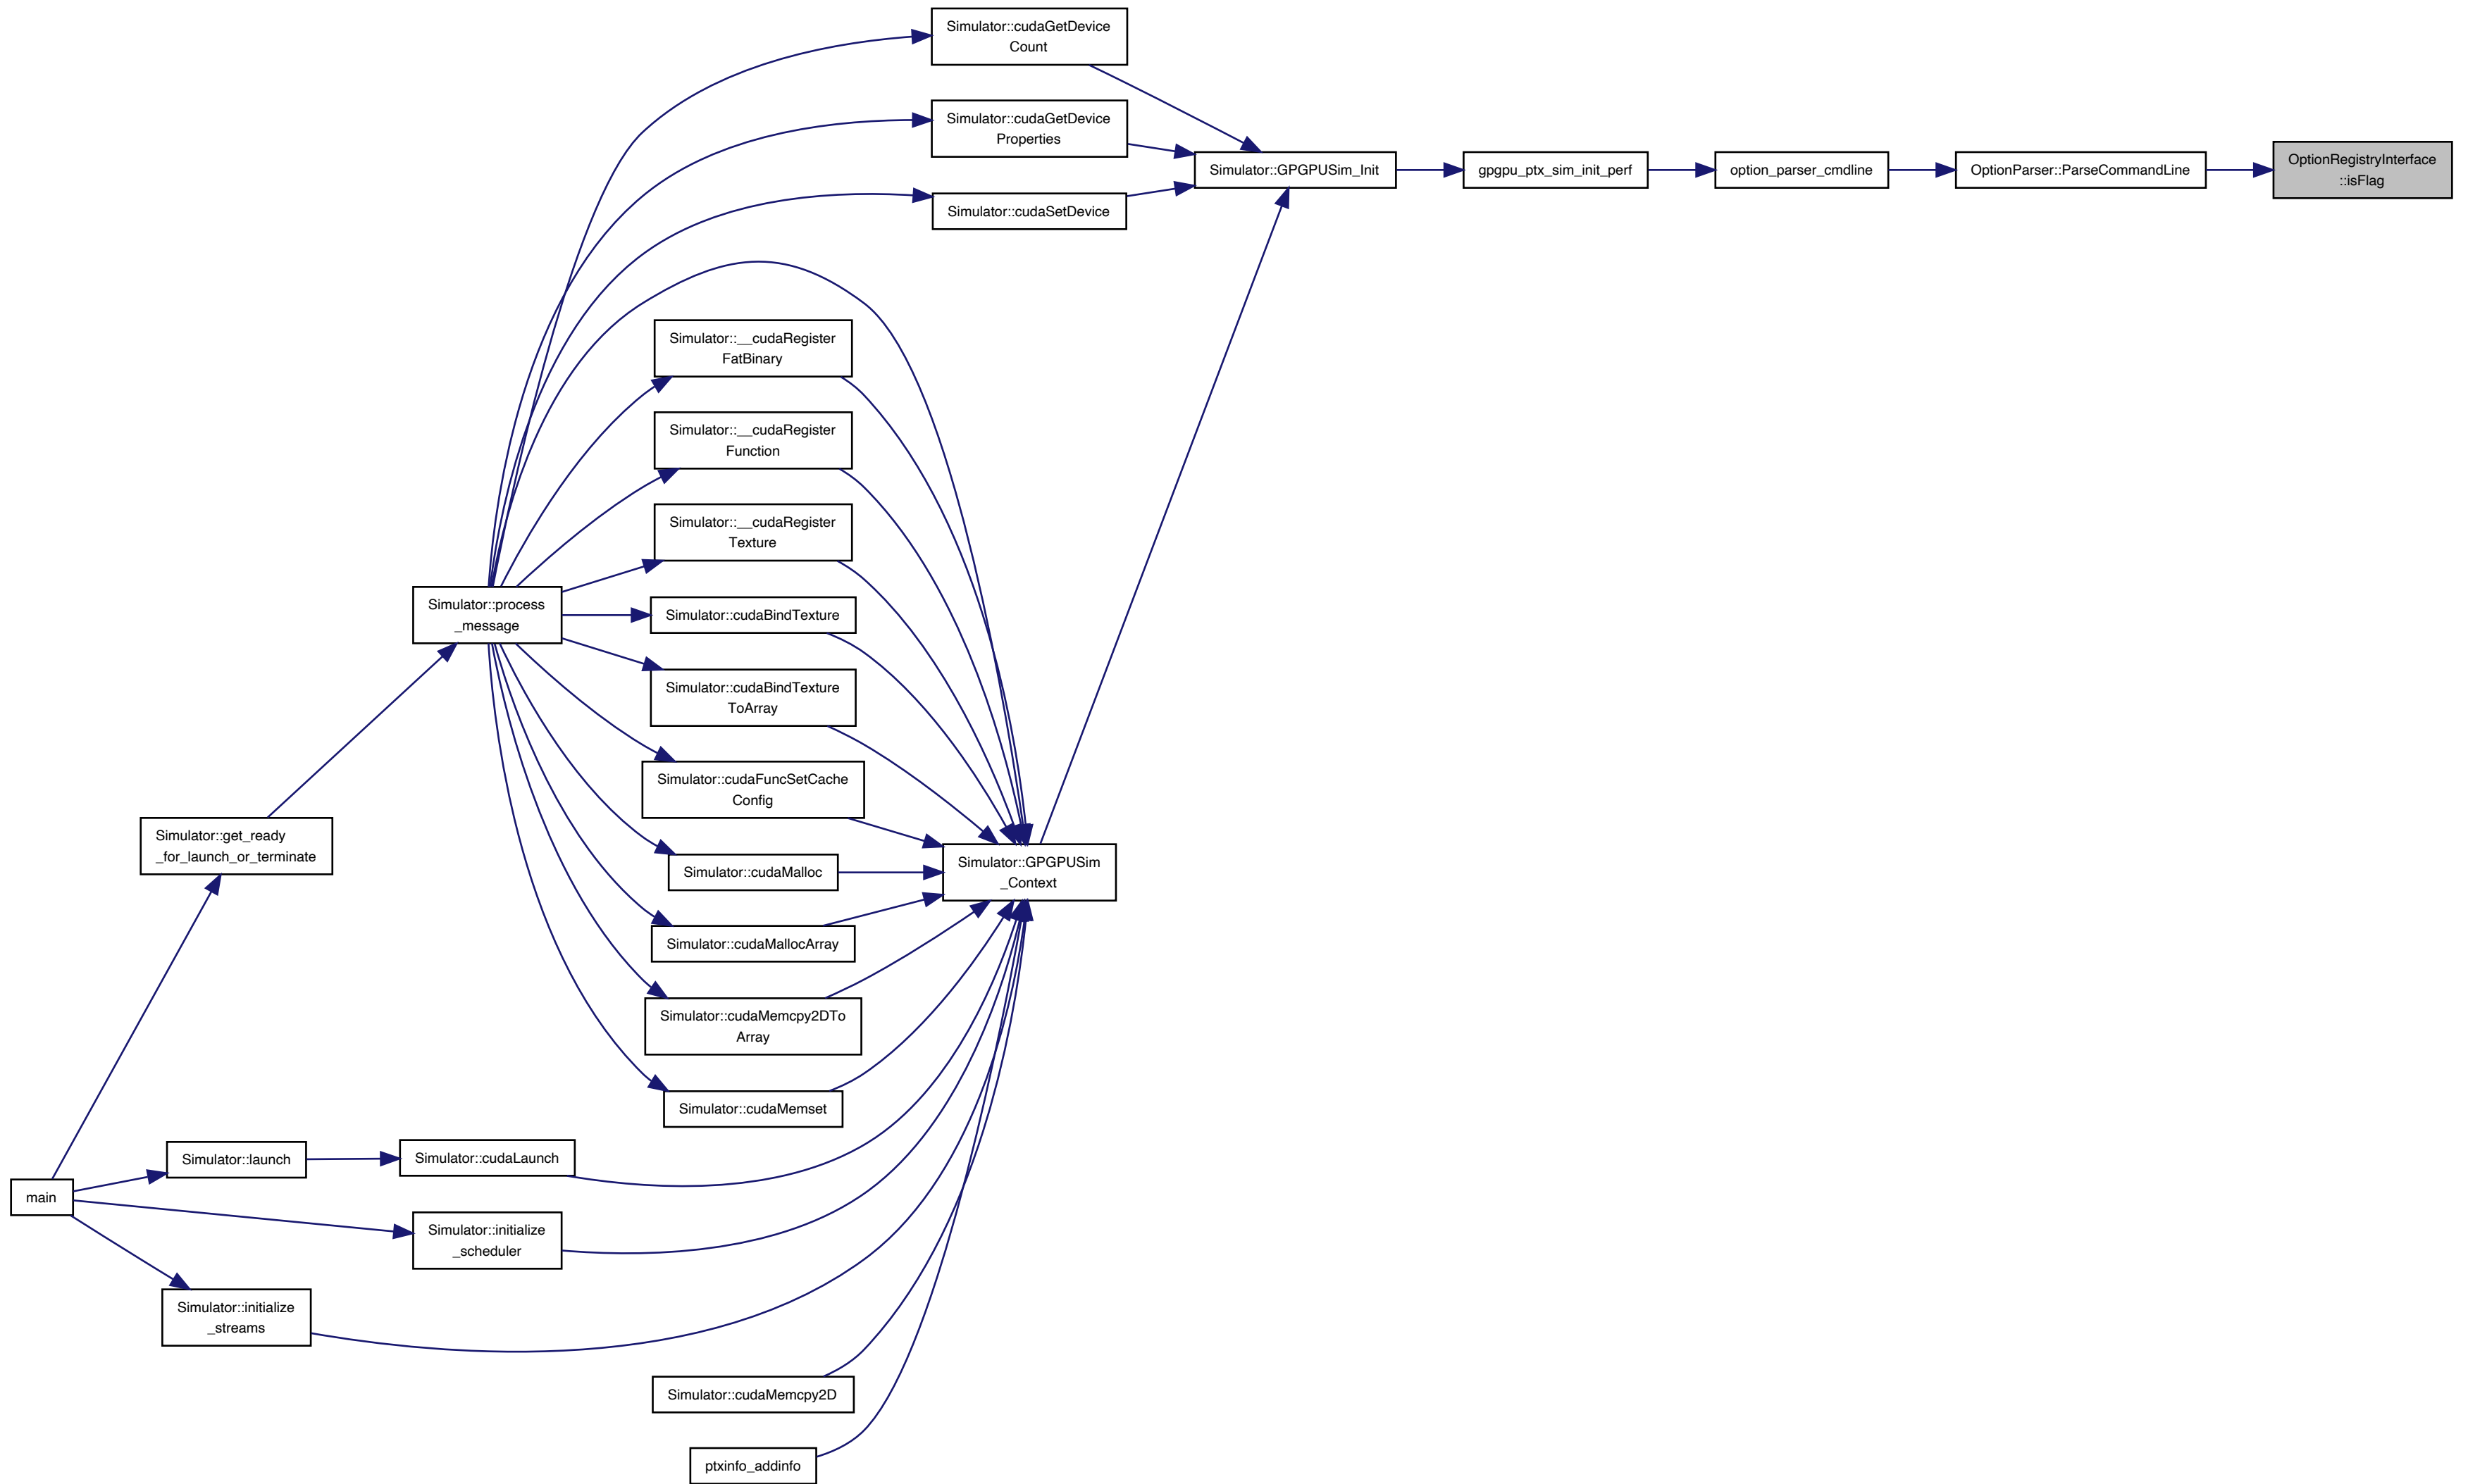 Simulator::cudaGetDevice
Count
Simulator::cudaGetDevice
Properties
Simulator::GPGPUSim_Init
gpgpu_ptx_sim_init_perf
option_parser_cmdline
OptionParser::ParseCommandLine
OptionRegistryInterface
::isFlag
Simulator::cudaSetDevice
Simulator::__cudaRegister
FatBinary
Simulator::__cudaRegister
Function
Simulator::__cudaRegister
Texture
Simulator::process
_message
Simulator::cudaBindTexture
Simulator::cudaBindTexture
ToArray
Simulator::cudaFuncSetCache
Config
Simulator::get_ready
_for_launch_or_terminate
Simulator::cudaMalloc
Simulator::GPGPUSim
_Context
Simulator::cudaMallocArray
Simulator::cudaMemcpy2DTo
Array
Simulator::cudaMemset
Simulator::launch
Simulator::cudaLaunch
main
Simulator::initialize
_scheduler
Simulator::initialize
_streams
Simulator::cudaMemcpy2D
ptxinfo_addinfo